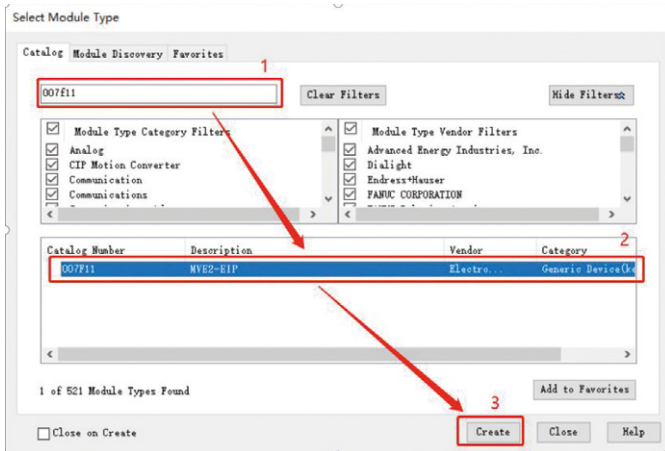 Select Module Type
Catalog Module Discovery Favorites
1
007f11 Clear Filters Hide Filters
Module Type Category Filters Module Type Vendor Filters
Analog Advanced Energy Industries, Inc.
CIP Motion Converter Dialight
Communication Endress+Hauser
Communications FANUC CORPORATION
2
Catalog Number Description Vendor Category
007F11 MVE2-EIP Electro... Generic Device(ke
1 of 521 Module Types Found Add to Favorites
3
Close on Create Create Close Help